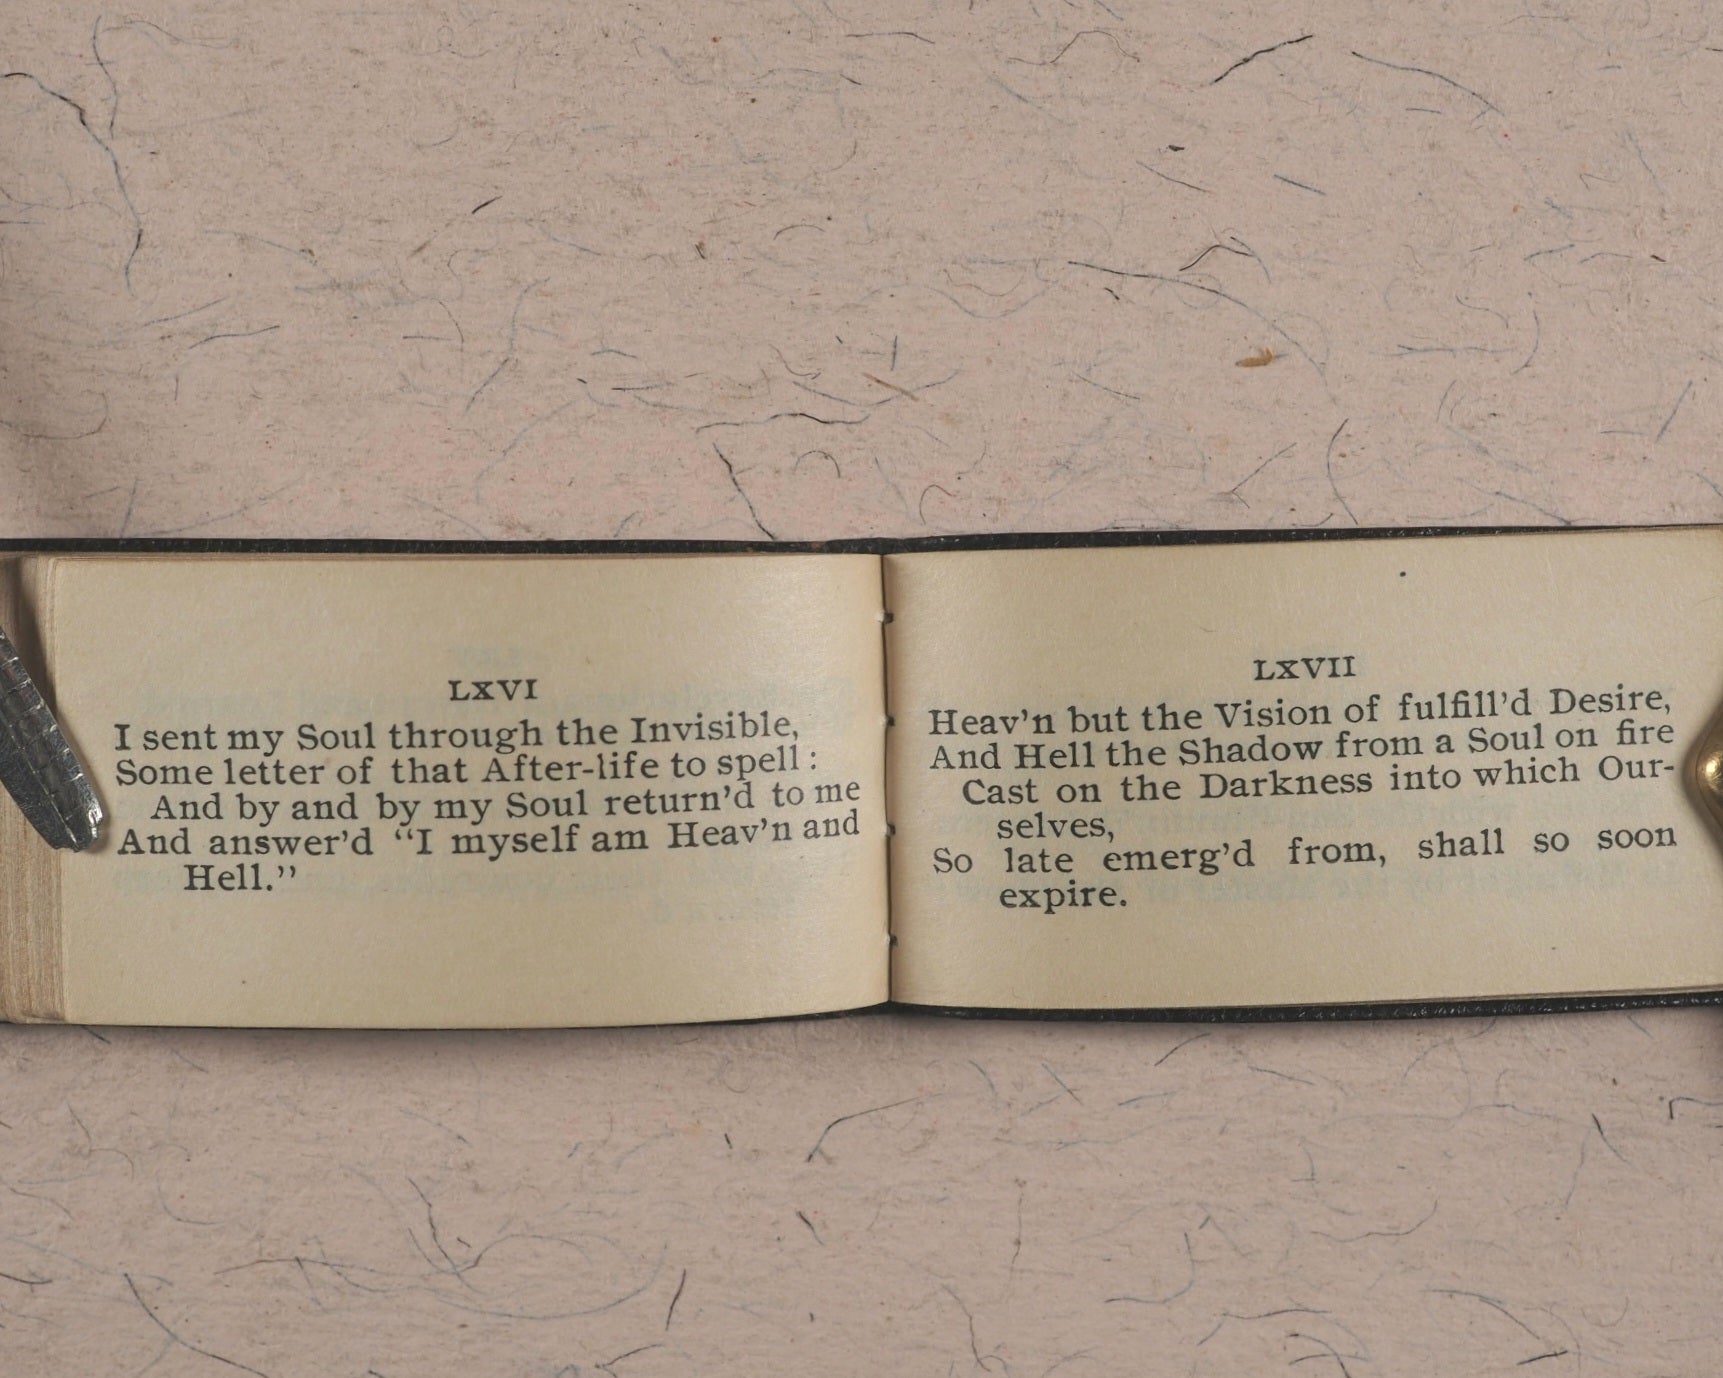 LXVI
I sent my Soul through the Invisible,
Some letter of that After-life to spell :
And by and by my Soul return'd to me
And answer'd “I myself am Heav'n and
Hell.”
LXVII
Heav'n but the Vision of fulfill'd Desire,
And Hell the Shadow from a Soul on fire
Cast on the Darkness into which Our-
selves,
So late emerg'd from, shall so soon
expire.